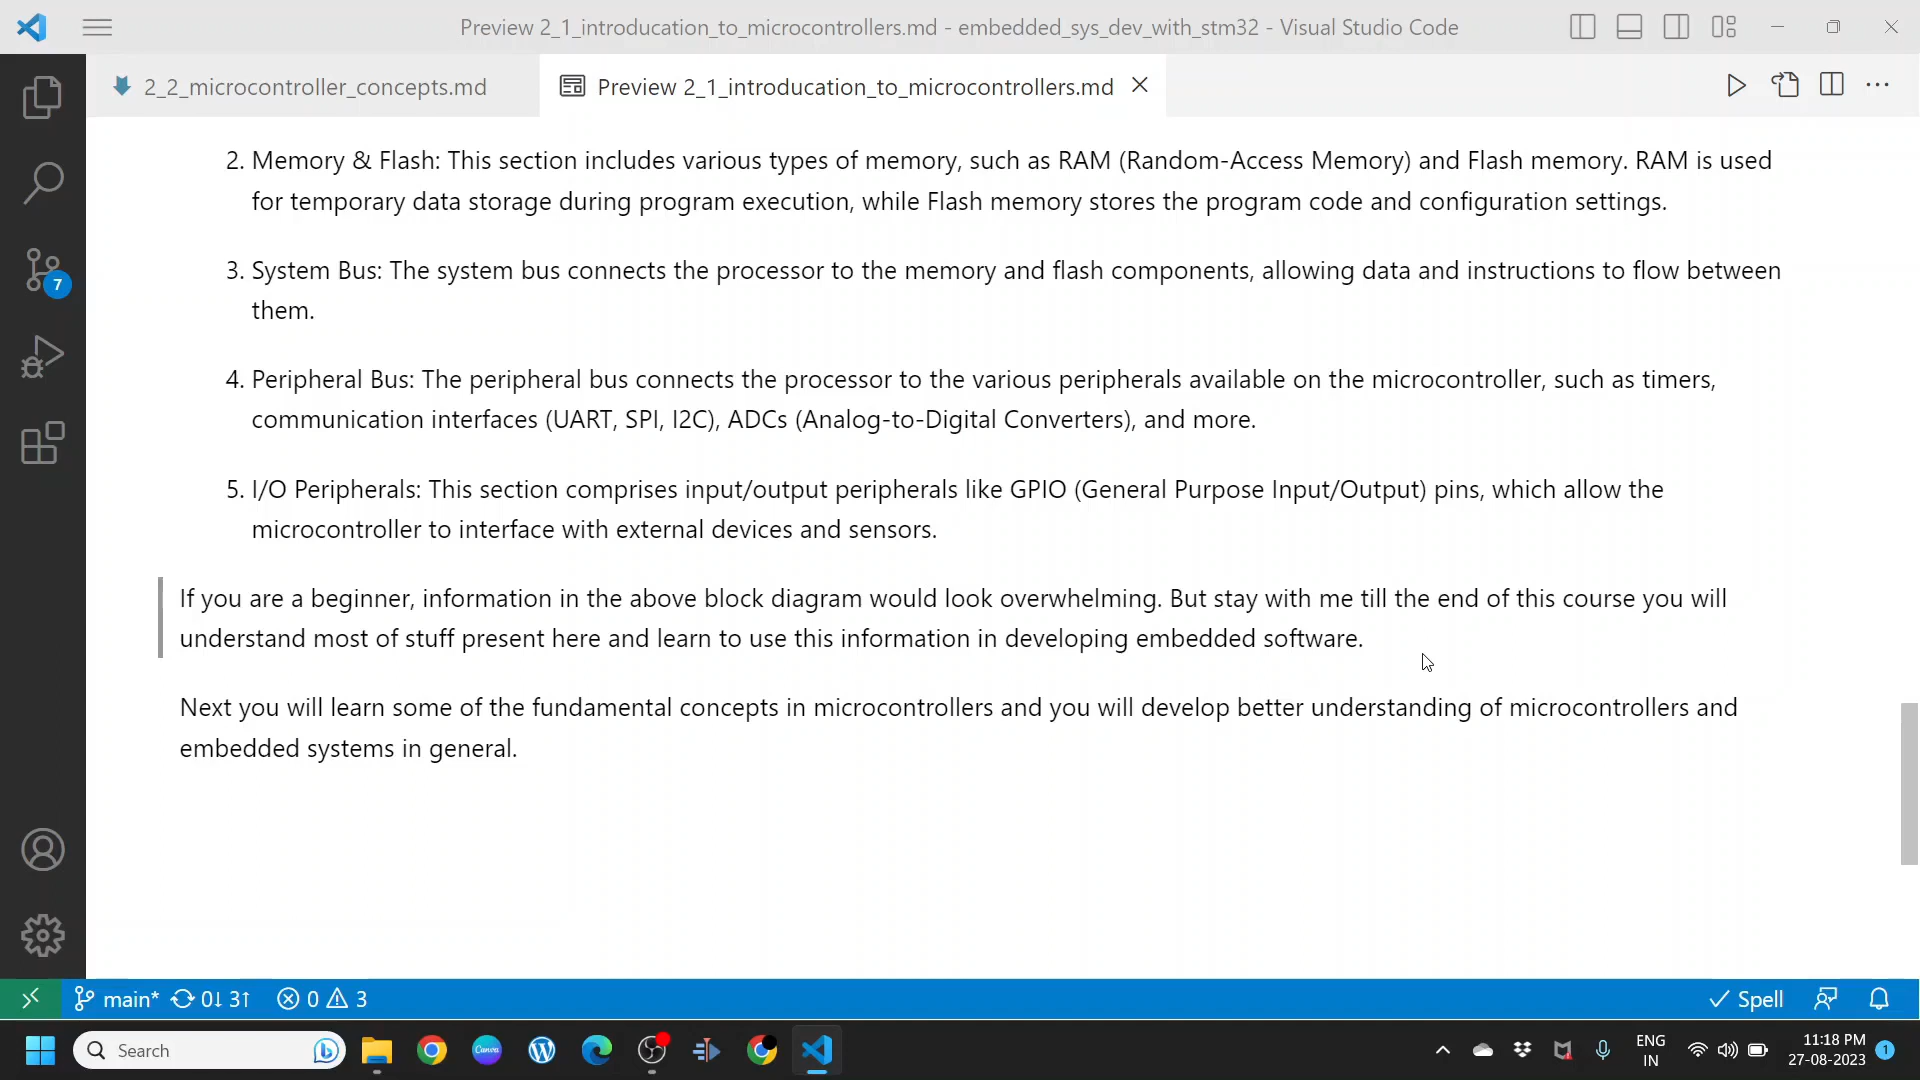 Preview 2_1_introducation_to_microcontrollers.md - embedded_sys_dev_with_stm32 - Visual Studio Code
2_2_microcontroller_concepts.md
Preview 2_1_introducation_to_microcontrollers.md
2. Memory & Flash: This section includes various types of memory, such as RAM (Random-Access Memory) and Flash memory. RAM is used
for temporary data storage during program execution, while Flash memory stores the program code and configuration settings.
3. System Bus: The system bus connects the processor to the memory and flash components, allowing data and instructions to flow between
them.
4. Peripheral Bus: The peripheral bus connects the processor to the various peripherals available on the microcontroller, such as timers,
communication interfaces (UART, SPI, I2C), ADCs (Analog-to-Digital Converters), and more.
5. I/O Peripherals: This section comprises input/output peripherals like GPIO (General Purpose Input/Output) pins, which allow the
microcontroller to interface with external devices and sensors.
If you are a beginner, information in the above block diagram would look overwhelming. But stay with me till the end of this course you will
understand most of stuff present here and learn to use this information in developing embedded software.
Next you will learn some of the fundamental concepts in microcontrollers and you will develop better understanding of microcontrollers and
embedded systems in general.
7
main* 0↓ 3↑ 0 3
Spell
Search
Canva
ENG
IN
11:18 PM
27-08-2023
1